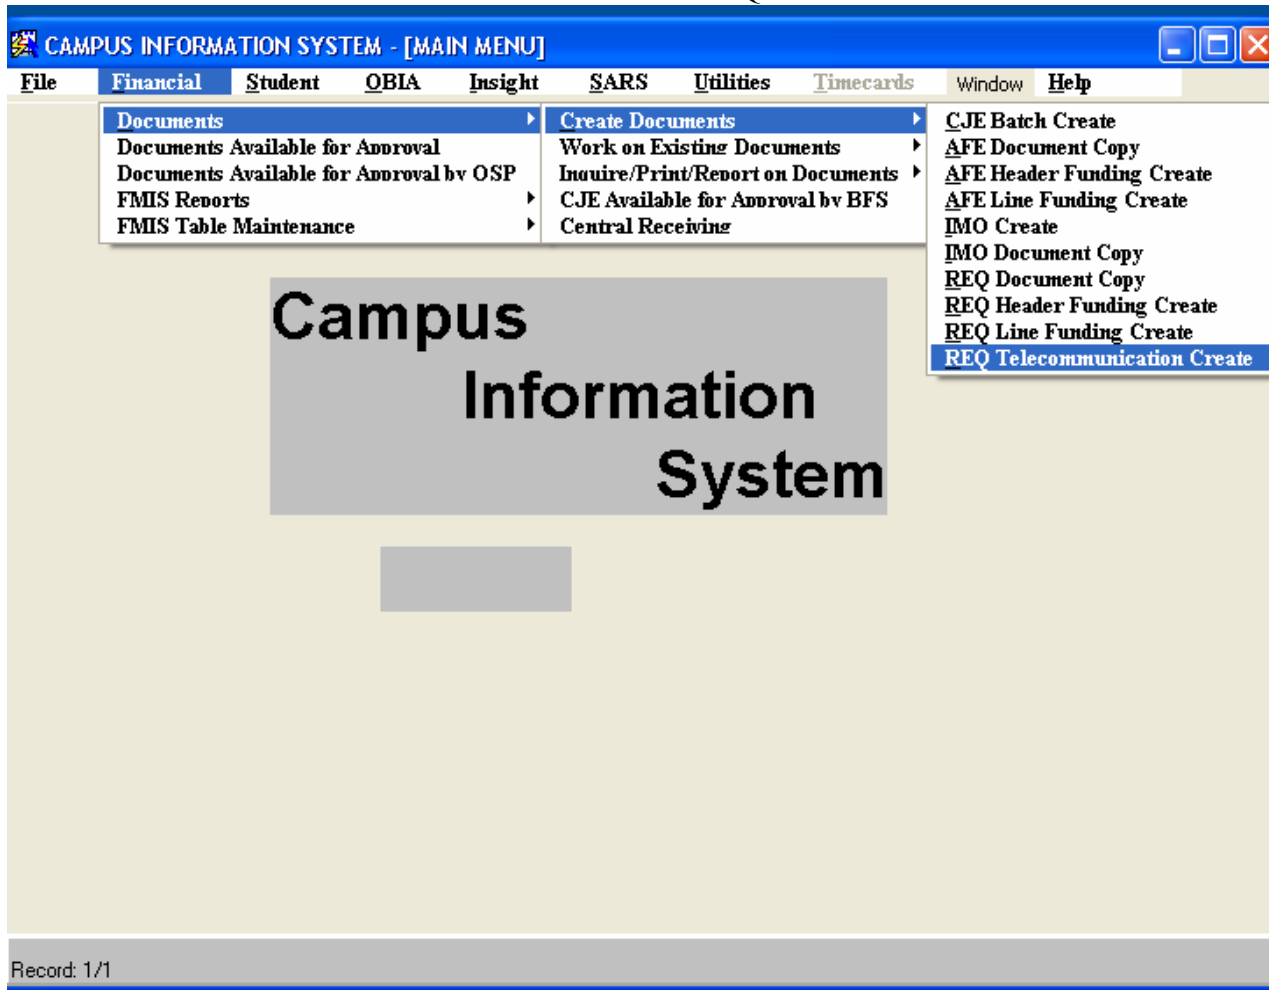 CAMPUS INFORMATION SYSTEM - [MAIN MENU]
File Financial Student OBIA Insight SARS Utilities Timecards Window Help
Documents
Documents Available for Approval
Documents Available for Approval by OSP
FMIS Reports
FMIS Table Maintenance
Create Documents
Work on Existing Documents
Inquire/Print/Report on Documents
CJE Available for Approval by BFS
Central Receiving
CJE Batch Create
AFE Document Copy
AFE Header Funding Create
AFE Line Funding Create
IMO Create
IMO Document Copy
REQ Document Copy
REQ Header Funding Create
REQ Line Funding Create
REQ Telecommunication Create
Campus
Information
System
Record: 1/1